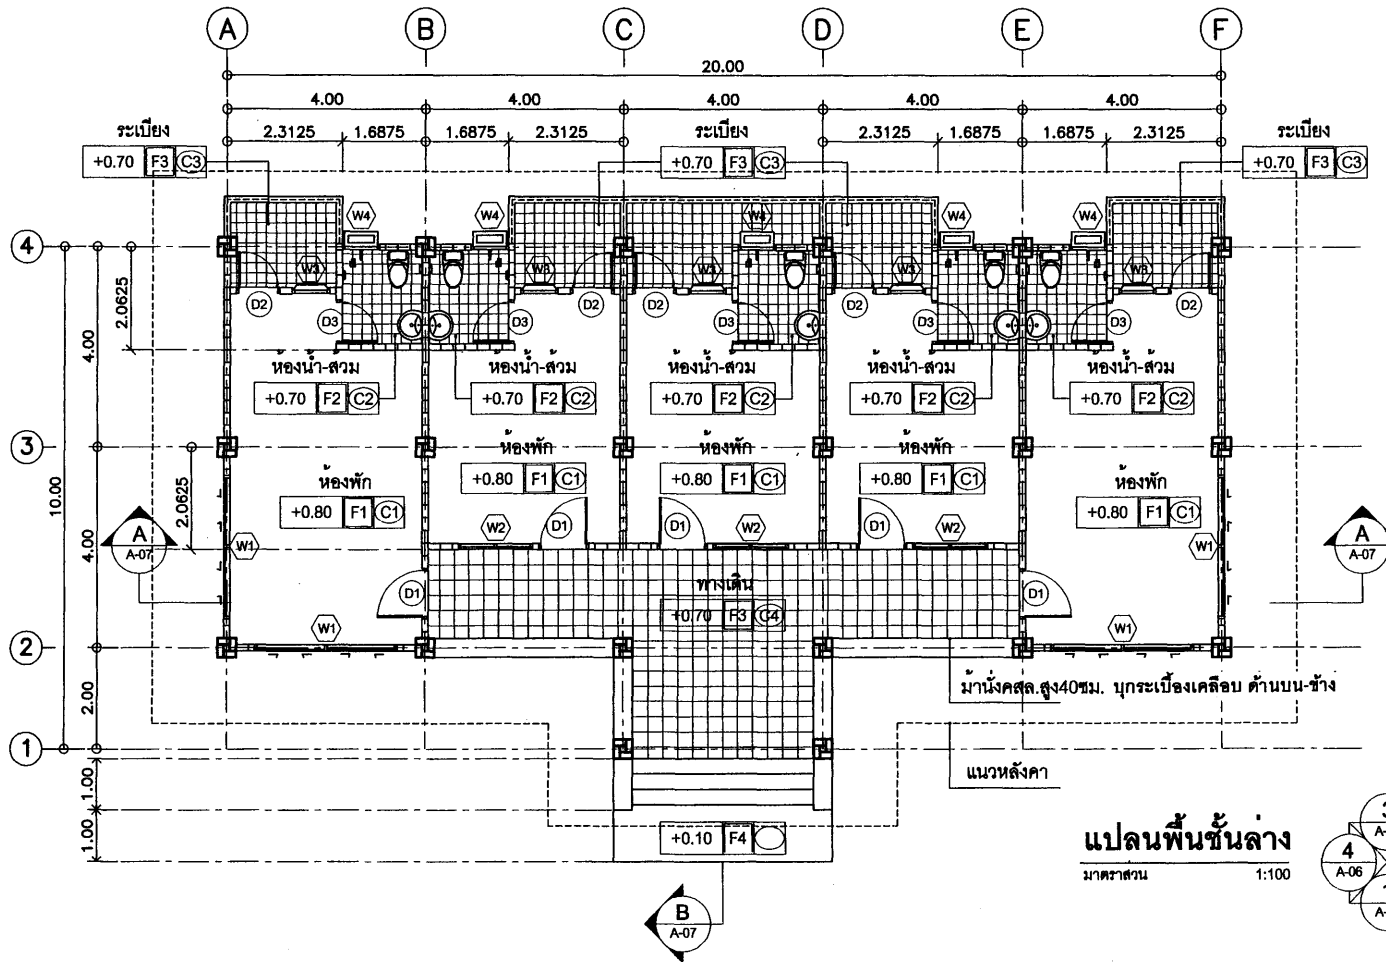 A B C D E F
20.00
4.00 4.00 4.00 4.00 4.00
2.3125 1.6875 1.6875 2.3125 2.3125 1.6875 1.6875 2.3125
ระเบียง ระเบียง ระเบียง
+0.70 F3 C3 +0.70 F3 C3 +0.70 F3 C3
W4 W4 W4 W4 W4
4
W3 W3 W3 W3 W3
D2 D2 D2 D2 D2
2.0625
D3 D3 D3 D3 D3
4.00
ห้องน้ำ-ส้วม ห้องน้ำ-ส้วม ห้องน้ำ-ส้วม ห้องน้ำ-ส้วม ห้องน้ำ-ส้วม
+0.70 F2 C2 +0.70 F2 C2 +0.70 F2 C2 +0.70 F2 C2 +0.70 F2 C2
3
ห้องพัก ห้องพัก ห้องพัก
+0.80 F1 C1 +0.80 F1 C1 +0.80 F1 C1
ห้องพัก ห้องพัก
+0.80 F1 C1 +0.80 F1 C1
10.00
2.0625
4.00
W2 D1 D1 W2 D1 W2
A
A-07
W1 W1
A
A-07
ทางเดิน
D1 D1
+0.70 F3 C4
W1 W1
2
ม้านั่งคสล.สูง40ซม. บุกระเบื้องเคลือบ ด้านบน-ข้าง
2.00
1
แนวหลังคา
1.00
1.00
+0.10 F4
แปลนพื้นชั้นล่าง
มาตราส่วน 1:100
4
A-06
B
A-07